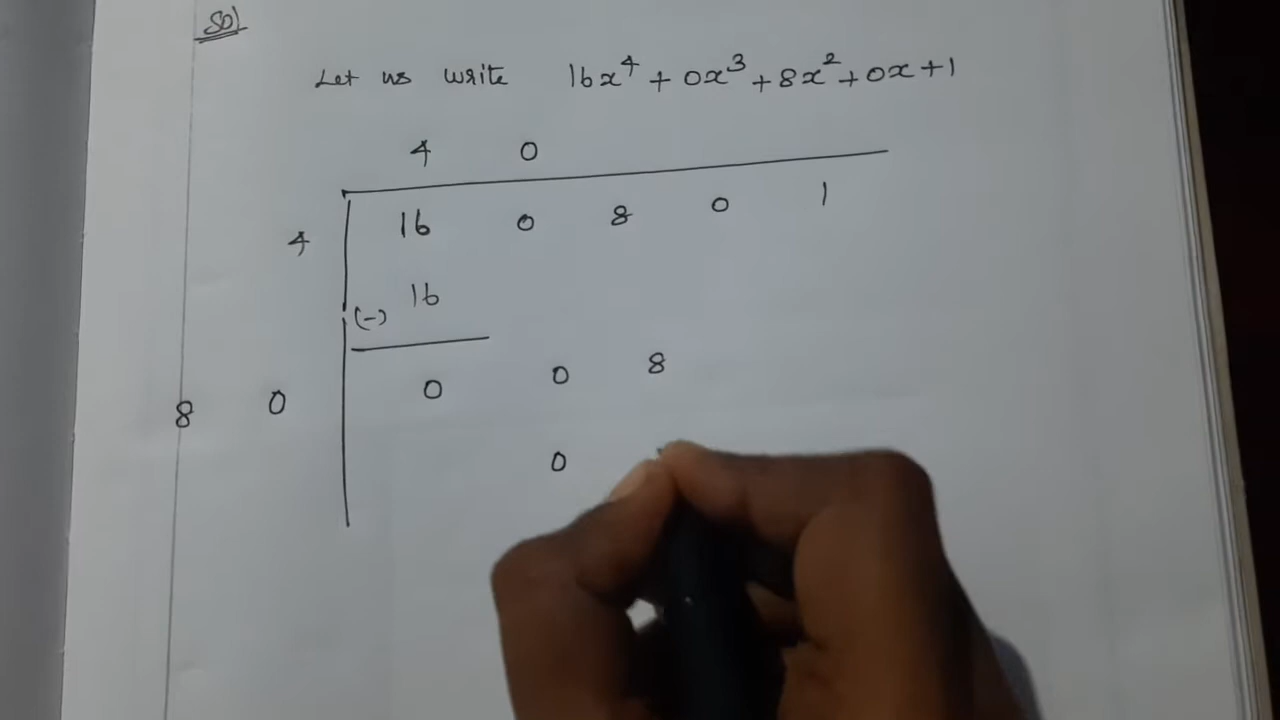 Sol
Let us write 16x⁴ + 0x³ + 8x² + 0x + 1
4 0
4 16 0 8 0 1
(-) 16
8 0 0 0 8
0